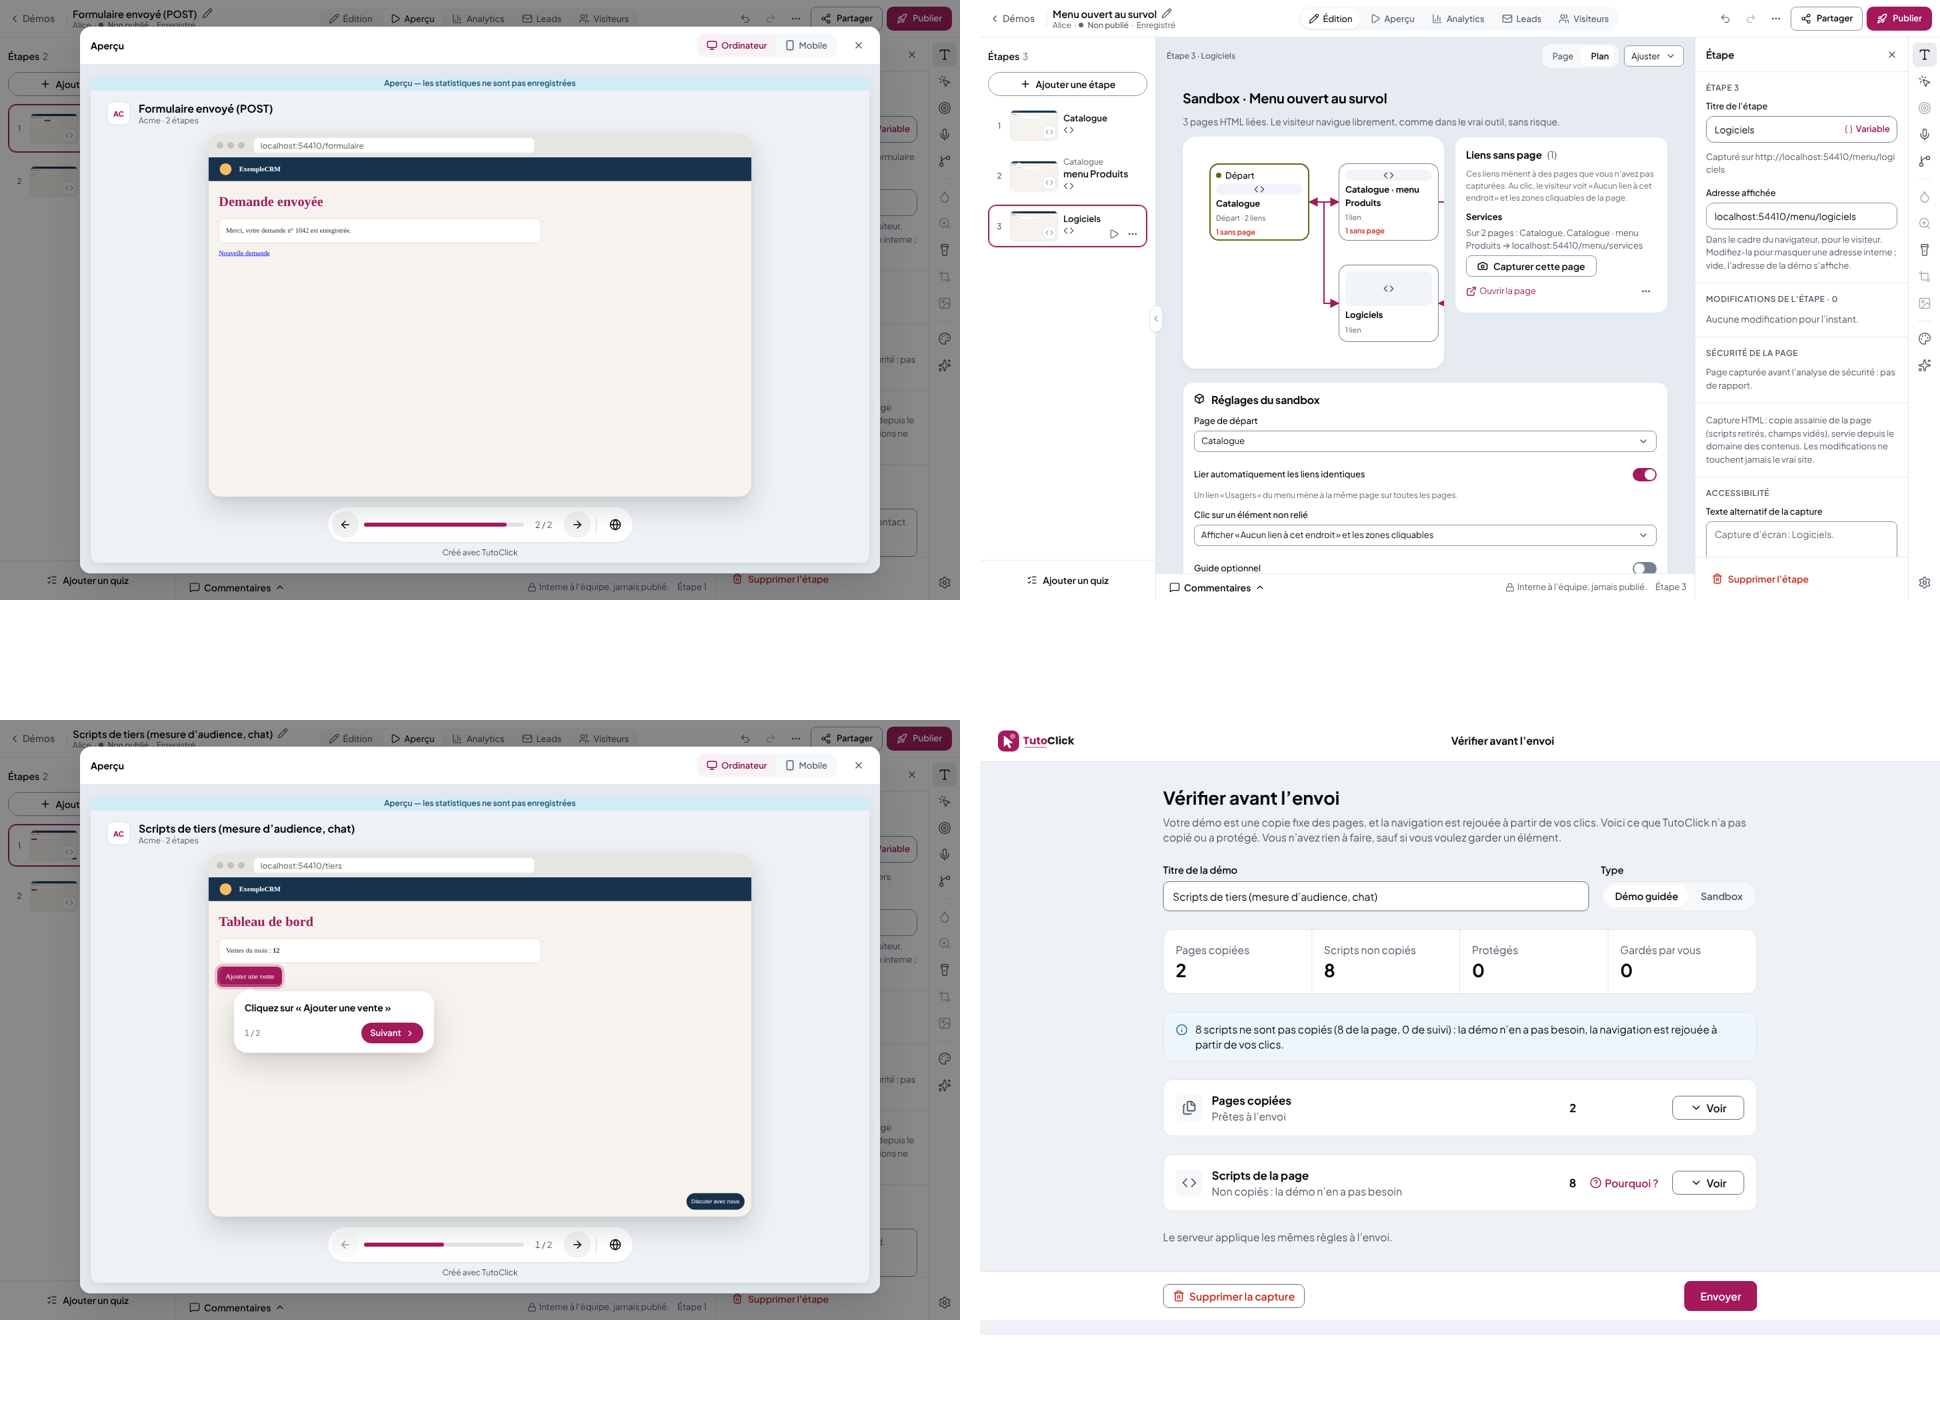 Démos
Formulaire envoyé (POST)
Alice · Non publié · Enregistré
Édition
Aperçu
Analytics
Leads
Visiteurs
Partager
Publier
Étapes 2
1
2
Aperçu
Ordinateur
Mobile
Aperçu — les statistiques ne sont pas enregistrées
AC
Formulaire envoyé (POST)
Acme · 2 étapes
localhost:54410/formulaire
ExempleCRM
Demande envoyée
Merci, votre demande n° 1042 est enregistrée.
Nouvelle demande
2/2
Créé avec TutoClick
Ajouter un quiz
Commentaires
Interne à l'équipe, jamais publié.
Étape 1
Supprimer l'étape
Démos
Menu ouvert au survol
Alice · Non publié · Enregistré
Édition
Aperçu
Analytics
Leads
Visiteurs
Partager
Publier
Étapes 3
Ajouter une étape
1
Catalogue
2
Catalogue
menu Produits
3
Logiciels
Ajouter un quiz
Étape 3 · Logiciels
Page
Plan
Ajuster
Sandbox · Menu ouvert au survol
3 pages HTML liées. Le visiteur navigue librement, comme dans le vrai outil, sans risque.
Départ
Catalogue
Départ · 2 liens
1 sans page
Catalogue · menu
Produits
1 lien
1 sans page
Logiciels
1 lien
Liens sans page (1)
Ces liens mènent à des pages que vous n'avez pas
capturées. Au clic, le visiteur voit « Aucun lien à cet
endroit » et les zones cliquables de la page.
Services
Sur 2 pages : Catalogue, Catalogue · menu
Produits → localhost:54410/menu/services
Capturer cette page
Ouvrir la page
Réglages du sandbox
Page de départ
Catalogue
Lier automatiquement les liens identiques
Un lien « Usagers » du menu mène à la même page sur toutes les pages.
Clic sur un élément non relié
Afficher « Aucun lien à cet endroit » et les zones cliquables
Guide optionnel
Commentaires
Interne à l'équipe, jamais publié.
Étape 3
Étape
ÉTAPE 3
Titre de l'étape
Logiciels
{ } Variable
Capturé sur http://localhost:54410/menu/logi
ciels
Adresse affichée
localhost:54410/menu/logiciels
Dans le cadre du navigateur, pour le visiteur.
Modifiez-la pour masquer une adresse interne ;
vide, l'adresse de la démo s'affiche.
MODIFICATIONS DE L'ÉTAPE · 0
Aucune modification pour l'instant.
SÉCURITÉ DE LA PAGE
Page capturée avant l'analyse de sécurité : pas
de rapport.
Capture HTML : copie assainie de la page
(scripts retirés, champs vidés), servie depuis le
domaine des contenus. Les modifications ne
touchent jamais le vrai site.
ACCESSIBILITÉ
Texte alternatif de la capture
Capture d'écran : Logiciels.
Supprimer l'étape
Démos
Scripts de tiers (mesure d'audience, chat)
Alice · Non publié · Enregistré
Édition
Aperçu
Analytics
Leads
Visiteurs
Partager
Publier
Étapes 2
1
2
Aperçu
Ordinateur
Mobile
Aperçu — les statistiques ne sont pas enregistrées
AC
Scripts de tiers (mesure d'audience, chat)
Acme · 2 étapes
localhost:54410/tiers
ExempleCRM
Tableau de bord
Ventes du mois : 12
Ajouter une vente
Cliquez sur « Ajouter une vente »
1/2
Suivant
Discuter avec nous
1/2
Créé avec TutoClick
Ajouter un quiz
Commentaires
Interne à l'équipe, jamais publié.
Étape 1
Supprimer l'étape
TutoClick
Vérifier avant l'envoi
Vérifier avant l'envoi
Votre démo est une copie fixe des pages, et la navigation est rejouée à partir de vos clics. Voici ce que TutoClick n'a pas
copié ou a protégé. Vous n'avez rien à faire, sauf si vous voulez garder un élément.
Titre de la démo
Type
Scripts de tiers (mesure d'audience, chat)
Démo guidée
Sandbox
Pages copiées
2
Scripts non copiés
8
Protégés
0
Gardés par vous
0
8 scripts ne sont pas copiés (8 de la page, 0 de suivi) : la démo n'en a pas besoin, la navigation est rejouée à
partir de vos clics.
Pages copiées
Prêtes à l'envoi
2
Voir
Scripts de la page
Non copiés : la démo n'en a pas besoin
8
Pourquoi ?
Voir
Le serveur applique les mêmes règles à l'envoi.
Supprimer la capture
Envoyer